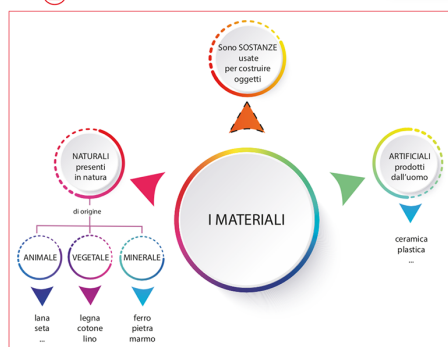 Sono SOSTANZE
usate
per costruire
oggetti
NATURALI
presenti
in natura
ARTIFICIALI
prodotti
dall'uomo
I MATERIALI
di origine
ANIMALE
VEGETALE
MINERALE
lana
seta
...
legna
cotone
lino
ferro
pietra
marmo
ceramica
plastica
...